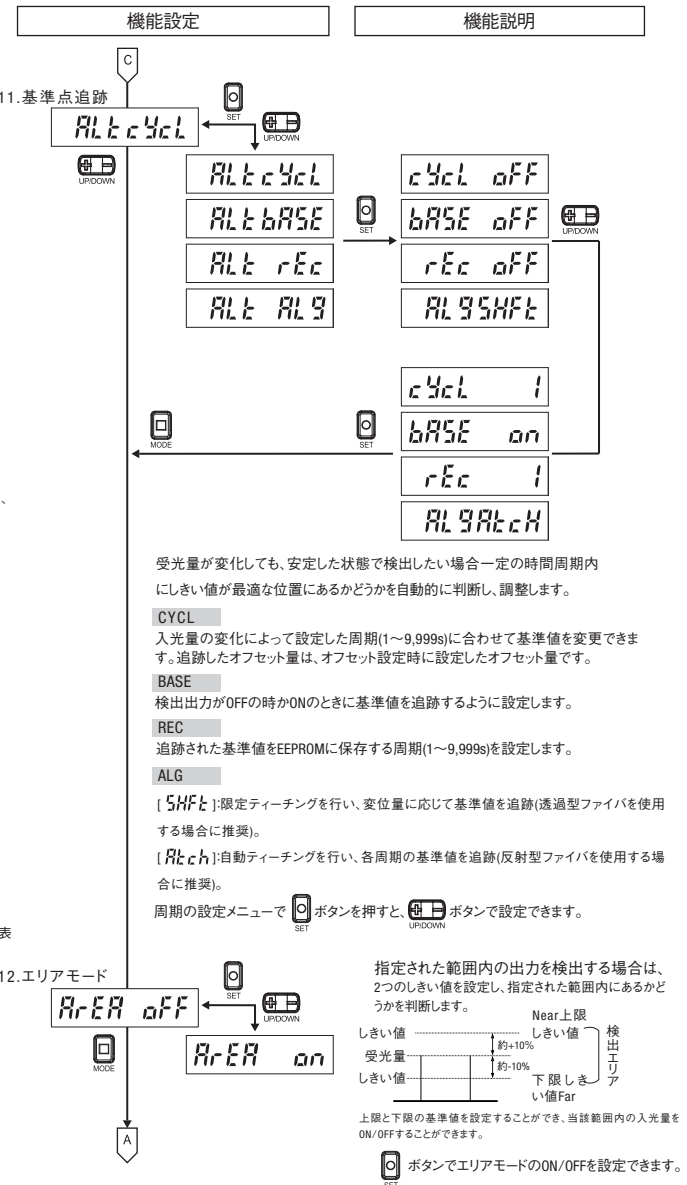 機能設定
機能説明
C
11.基準点追跡
SET
ALtcYcL
UP/DOWN
UP/DOWN
ALtcYcL
cYcL oFF
ALtbASE
SET
bASE oFF
UP/DOWN
ALt rEc
rEc oFF
ALt ALg
ALgSHFt
cYcL 1
MODE
SET
bASE on
rEc 1
ALgAtcH
、
受光量が変化しても、安定した状態で検出したい場合一定の時間周期内
にしきい値が最適な位置にあるかどうかを自動的に判断し、調整します。
CYCL
入光量の変化によって設定した周期(1～9,999s)に合わせて基準値を変更できま
す。追跡したオフセット量は、オフセット設定時に設定したオフセット量です。
BASE
検出出力がOFFの時かONのときに基準値を追跡するように設定します。
REC
追跡された基準値をEEPROMに保存する周期(1～9,999s)を設定します。
ALG
[ SHFt ]:限定ティーチングを行い、変位量に応じて基準値を追跡(透過型ファイバを使用
する場合に推奨)。
[ Atch ]:自動ティーチングを行い、各周期の基準値を追跡(反射型ファイバを使用する場
合に推奨)。
周期の設定メニューで SET ボタンを押すと、 UP/DOWN ボタンで設定できます。
表
12.エリアモード
SET
ArEA oFF
UP/DOWN
MODE
ArEA on
A
指定された範囲内の出力を検出する場合は、
2つのしきい値を設定し、指定された範囲内にあるかど
うかを判断します。
Near上限
しきい値
しきい値
約+10%
受光量
約-10%
しきい値
下限しき
い値Far
検出エリア
上限と下限の基準値を設定することができ、当該範囲内の入光量を
ON/OFFすることができます。
SET ボタンでエリアモードのON/OFFを設定できます。